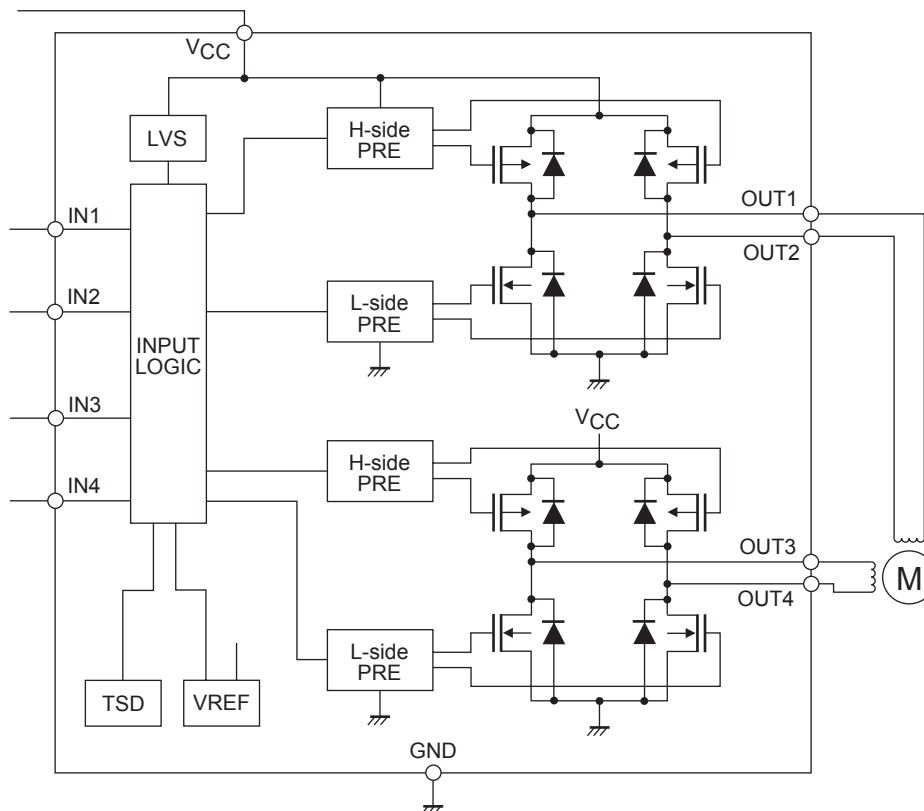 VCC
LVS
H-side
PRE
IN1
OUT1
OUT2
IN2
L-side
PRE
INPUT
LOGIC
IN3
VCC
H-side
PRE
IN4
OUT3
M
OUT4
L-side
PRE
TSD
VREF
GND